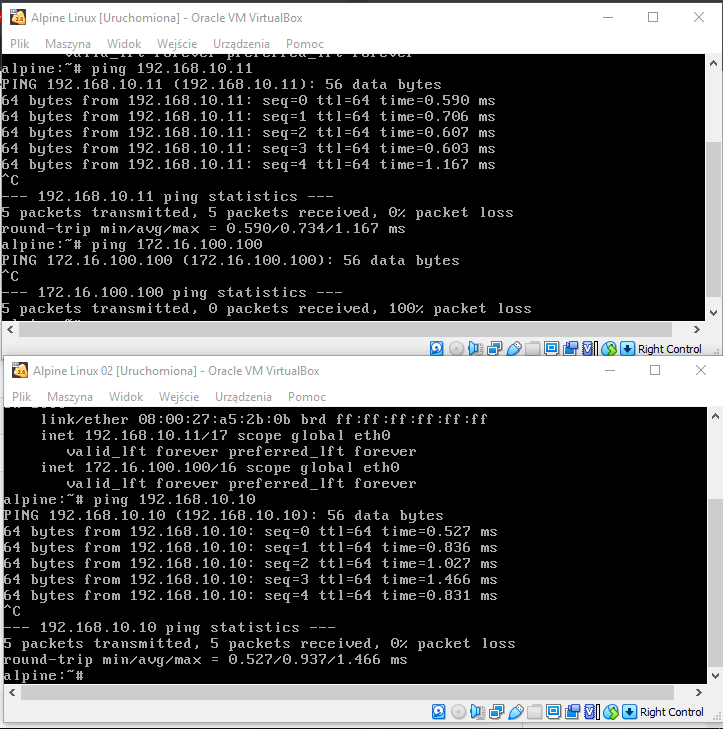 Alpine Linux [Uruchomiona] - Oracle VM VirtualBox
Plik Maszyna Widok Wejście Urządzenia Pomoc
valid_lft forever preferred_lft forever
alpine:~# ping 192.168.10.11
PING 192.168.10.11 (192.168.10.11): 56 data bytes
64 bytes from 192.168.10.11: seq=0 ttl=64 time=0.590 ms
64 bytes from 192.168.10.11: seq=1 ttl=64 time=0.706 ms
64 bytes from 192.168.10.11: seq=2 ttl=64 time=0.607 ms
64 bytes from 192.168.10.11: seq=3 ttl=64 time=0.603 ms
64 bytes from 192.168.10.11: seq=4 ttl=64 time=1.167 ms
^C
--- 192.168.10.11 ping statistics ---
5 packets transmitted, 5 packets received, 0% packet loss
round-trip min/avg/max = 0.590/0.734/1.167 ms
alpine:~# ping 172.16.100.100
PING 172.16.100.100 (172.16.100.100): 56 data bytes
^C
--- 172.16.100.100 ping statistics ---
5 packets transmitted, 0 packets received, 100% packet loss
alpine:~#
Right Control
Alpine Linux 02 [Uruchomiona] - Oracle VM VirtualBox
Plik Maszyna Widok Wejście Urządzenia Pomoc
link/ether 08:00:27:a5:2b:0b brd ff:ff:ff:ff:ff:ff
inet 192.168.10.11/17 scope global eth0
valid_lft forever preferred_lft forever
inet 172.16.100.100/16 scope global eth0
valid_lft forever preferred_lft forever
alpine:~# ping 192.168.10.10
PING 192.168.10.10 (192.168.10.10): 56 data bytes
64 bytes from 192.168.10.10: seq=0 ttl=64 time=0.527 ms
64 bytes from 192.168.10.10: seq=1 ttl=64 time=0.836 ms
64 bytes from 192.168.10.10: seq=2 ttl=64 time=1.027 ms
64 bytes from 192.168.10.10: seq=3 ttl=64 time=1.466 ms
64 bytes from 192.168.10.10: seq=4 ttl=64 time=0.831 ms
^C
--- 192.168.10.10 ping statistics ---
5 packets transmitted, 5 packets received, 0% packet loss
round-trip min/avg/max = 0.527/0.937/1.466 ms
alpine:~#
Right Control